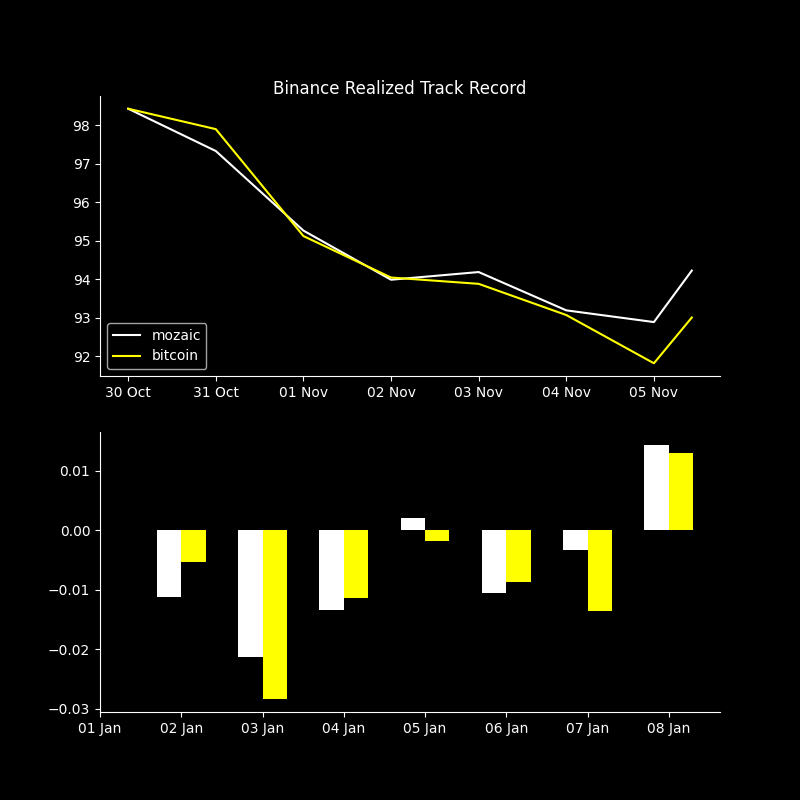 Binance Realized Track Record
98
97
96
95
94
93
92
mozaic
bitcoin
30 Oct 31 Oct 01 Nov 02 Nov 03 Nov 04 Nov 05 Nov
0.01
0.00
−0.01
−0.02
−0.03
01 Jan 02 Jan 03 Jan 04 Jan 05 Jan 06 Jan 07 Jan 08 Jan